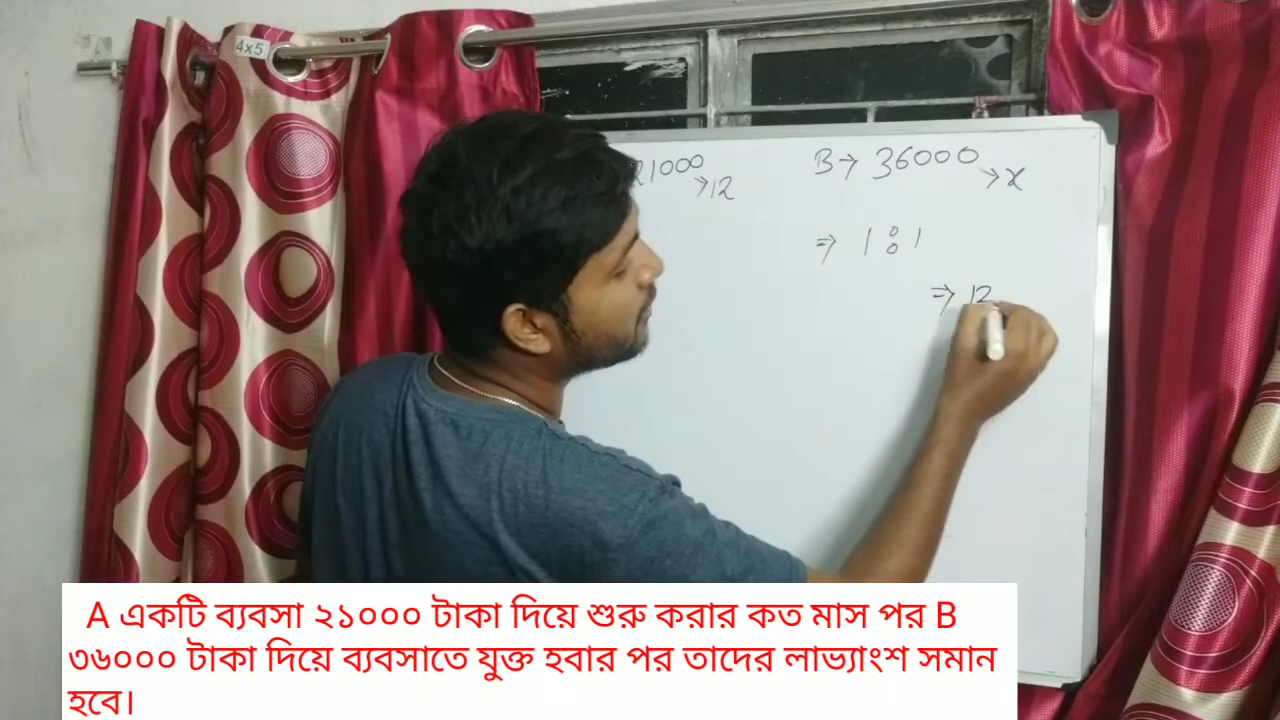 4x5
21000
→12
B → 36000
→ x
⇒ 1 : 1
⇒ 12
A একটি ব্যবসা ২১০০০ টাকা দিয়ে শুরু করার কত মাস পর B
৩৬০০০ টাকা দিয়ে ব্যবসাতে যুক্ত হবার পর তাদের লাভ্যাংশ সমান
হবে।